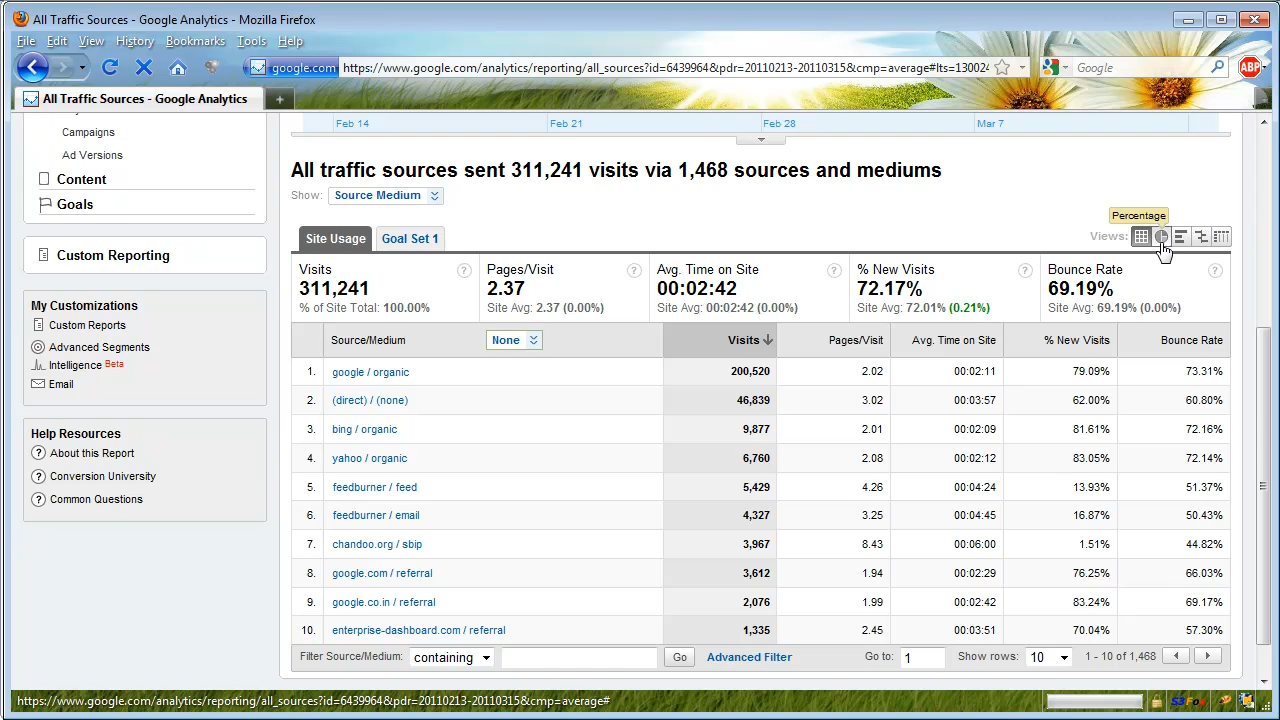 All Traffic Sources - Google Analytics - Mozilla Firefox
File Edit View History Bookmarks Tools Help
google.com https://www.google.com/analytics/reporting/all_sources?id=6439964&pdr=20110213-20110315&cmp=average#lts=130024 Google ABP
All Traffic Sources - Google Analytics
Campaigns
Ad Versions
Content
Goals
Custom Reporting
My Customizations
Custom Reports
Advanced Segments
Intelligence Beta
Email
Help Resources
About this Report
Conversion University
Common Questions
Feb 14 Feb 21 Feb 28 Mar 7
All traffic sources sent 311,241 visits via 1,468 sources and mediums
Show: Source Medium
Percentage
Site Usage Goal Set 1 Views:
Visits Pages/Visit Avg. Time on Site % New Visits Bounce Rate
311,241 2.37 00:02:42 72.17% 69.19%
% of Site Total: 100.00% Site Avg: 2.37 (0.00%) Site Avg: 00:02:42 (0.00%) Site Avg: 72.01% (0.21%) Site Avg: 69.19% (0.00%)
Source/Medium None Visits Pages/Visit Avg. Time on Site % New Visits Bounce Rate
1. google / organic 200,520 2.02 00:02:11 79.09% 73.31%
2. (direct) / (none) 46,839 3.02 00:03:57 62.00% 60.80%
3. bing / organic 9,877 2.01 00:02:09 81.61% 72.16%
4. yahoo / organic 6,760 2.08 00:02:12 83.05% 72.14%
5. feedburner / feed 5,429 4.26 00:04:24 13.93% 51.37%
6. feedburner / email 4,327 3.25 00:04:45 16.87% 50.43%
7. chandoo.org / sbip 3,967 8.43 00:06:00 1.51% 44.82%
8. google.com / referral 3,612 1.94 00:02:29 76.25% 66.03%
9. google.co.in / referral 2,076 1.99 00:02:42 83.24% 69.17%
10. enterprise-dashboard.com / referral 1,335 2.45 00:03:51 70.04% 57.30%
Filter Source/Medium: containing Go Advanced Filter Go to: 1 Show rows: 10 1 - 10 of 1,468
https://www.google.com/analytics/reporting/all_sources?id=6439964&pdr=20110213-20110315&cmp=average# S3Fox